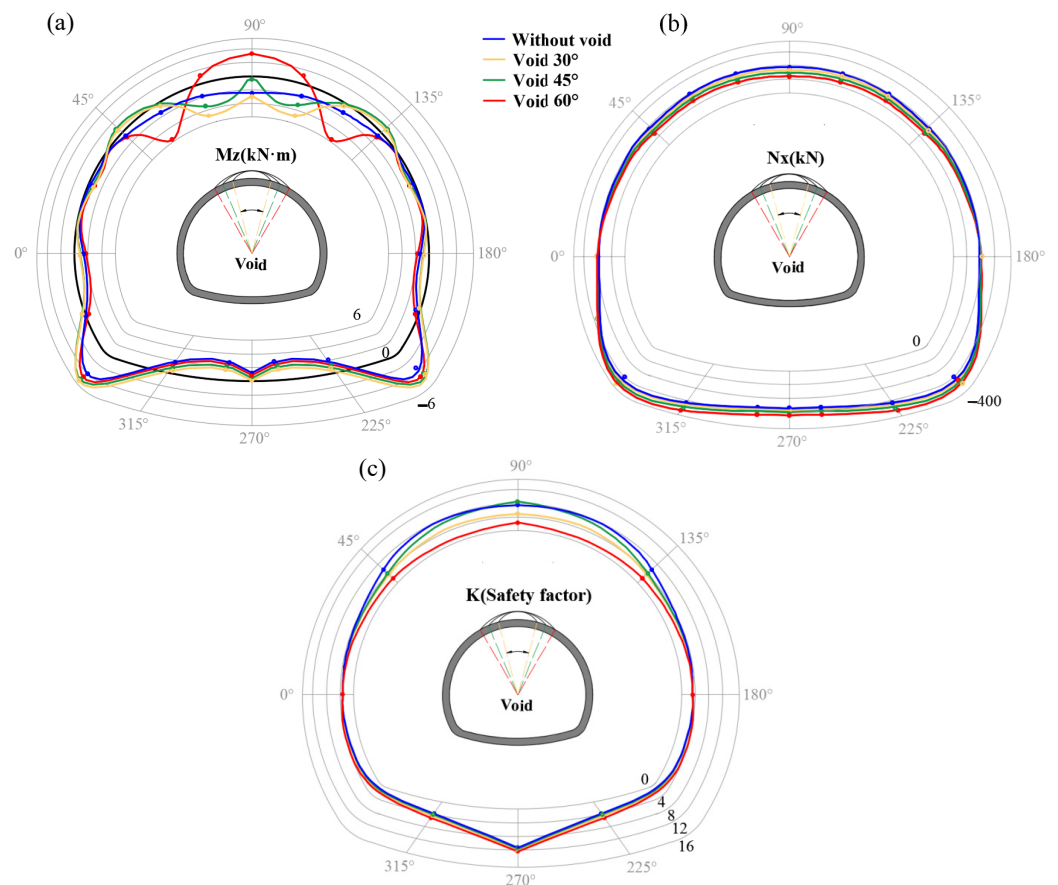 (a)
90°
45°
135°
0°
180°
315°
225°
270°
Mz(kN·m)
Void
6
0
−6
Without void
Void 30°
Void 45°
Void 60°
(b)
90°
45°
135°
0°
180°
315°
225°
270°
Nx(kN)
Void
0
−400
(c)
90°
45°
135°
0°
180°
315°
225°
270°
K(Safety factor)
Void
0
4
8
12
16